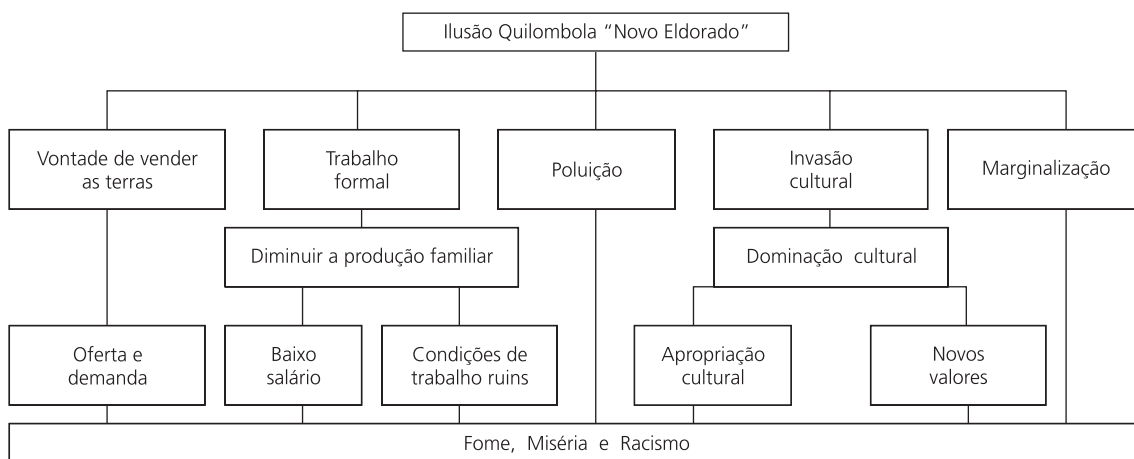 Ilusão Quilombola “Novo Eldorado”
Vontade de vender
as terras
Trabalho
formal
Poluição
Invasão
cultural
Marginalização
Diminuir a produção familiar
Dominação cultural
Oferta e
demanda
Baixo
salário
Condições de
trabalho ruins
Apropriação
cultural
Novos
valores
Fome, Miséria e Racismo